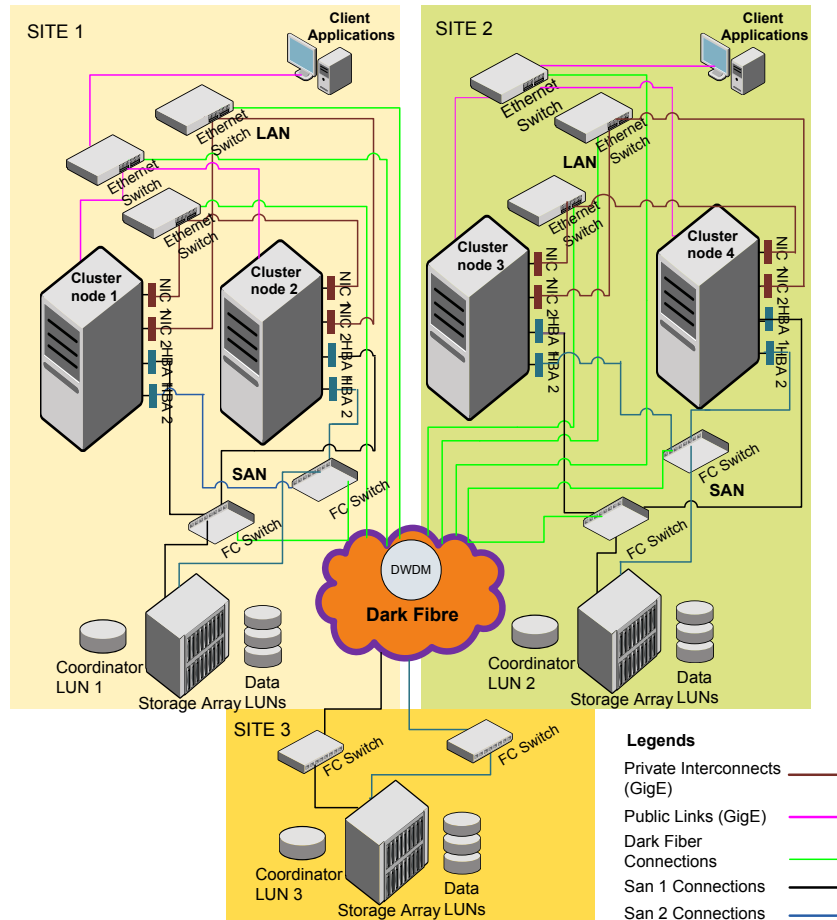 SITE 1
Client
Applications
Ethernet
Switch
LAN
Ethernet
Switch
Ethernet
Switch
Cluster
node 1
NIC 1
NIC 2
HBA 1
HBA 2
Cluster
node 2
NIC 1
NIC 2
HBA 1
HBA 2
SAN
FC Switch
FC Switch
Coordinator
LUN 1
Storage Array
Data
LUNs
SITE 2
Client
Applications
Ethernet
Switch
LAN
Ethernet
Switch
Ethernet
Switch
Cluster
node 3
NIC 1
NIC 2
HBA 1
HBA 2
Cluster
node 4
NIC 1
NIC 2
HBA 1
HBA 2
SAN
FC Switch
FC Switch
Coordinator
LUN 2
Storage Array
Data
LUNs
DWDM
Dark Fibre
SITE 3
FC Switch
FC Switch
Coordinator
LUN 3
Storage Array
Data
LUNs
Legends
Private Interconnects
(GigE)
Public Links (GigE)
Dark Fiber
Connections
San 1 Connections
San 2 Connections